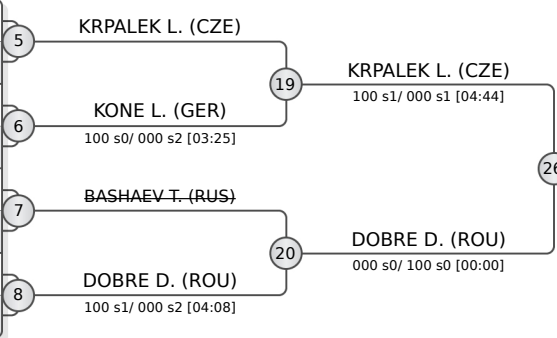 5
KRPALEK L. (CZE)
19
KRPALEK L. (CZE)
100 s1/ 000 s1 [04:44]
6
KONE L. (GER)
100 s0/ 000 s2 [03:25]
26
7
BASHAEV T. (RUS)
20
DOBRE D. (ROU)
000 s0/ 100 s0 [00:00]
8
DOBRE D. (ROU)
100 s1/ 000 s2 [04:08]